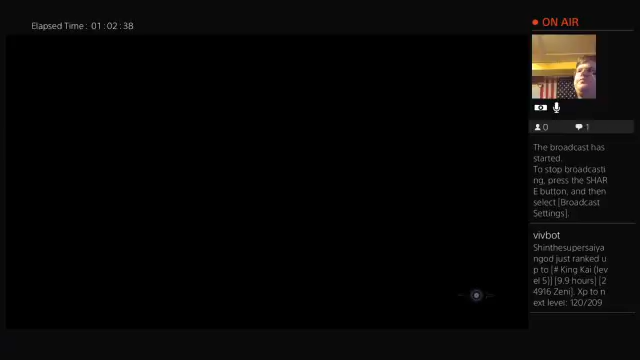 Elapsed Time : 01 : 02 : 38
ON AIR
0
1
The broadcast has
started.
To stop broadcasti
ng, press the SHAR
E button, and then
select [Broadcast
Settings].
vivbot
Shinthesupersaiya
ngod just ranked u
p to [# King Kai (lev
el 5)] [9.9 hours] [2
4916 Zeni]. Xp to n
ext level: 120/209